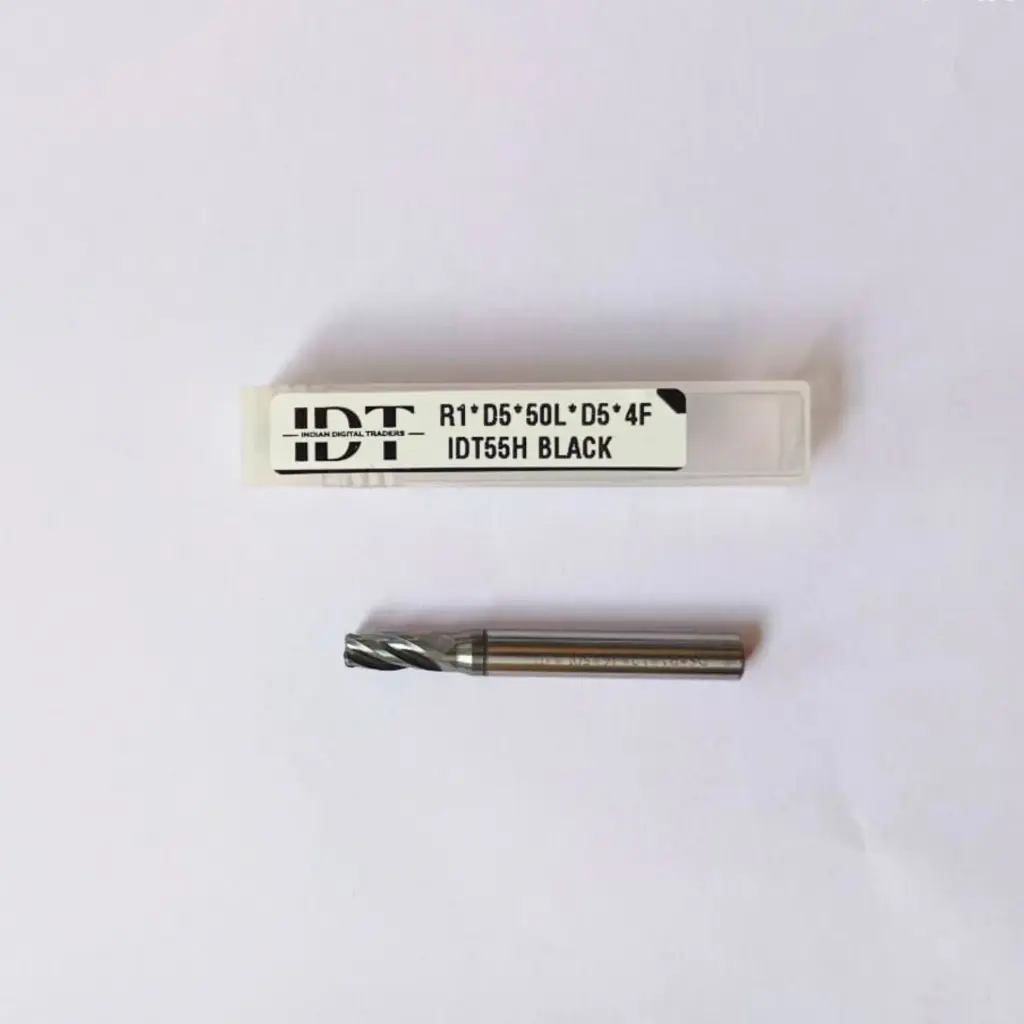 IDT
INDIAN DIGITAL TRADERS
R1*D5*50L*D5*4F
IDT55H BLACK